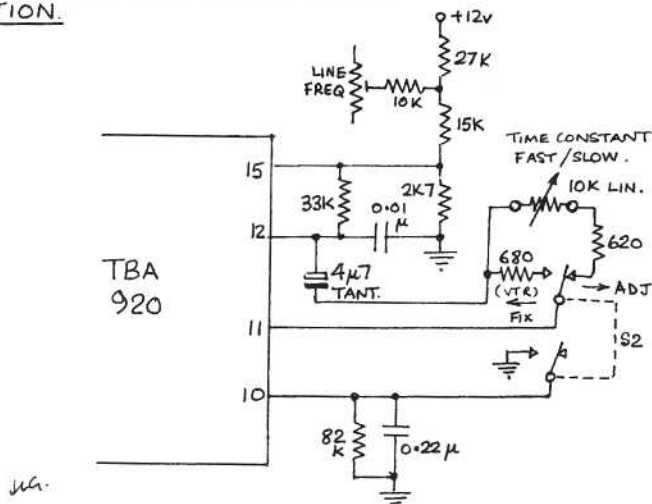 TION.
+12v
27K
LINE
FREQ
10K
15K
TIME CONSTANT
FAST / SLOW.
10K LIN.
15
33K
2K7
0.01
μ
12
620
680
4μ7
TANT.
(VTR)
FIX
ADJ
TBA
920
11
S2
10
82
K
0.22μ